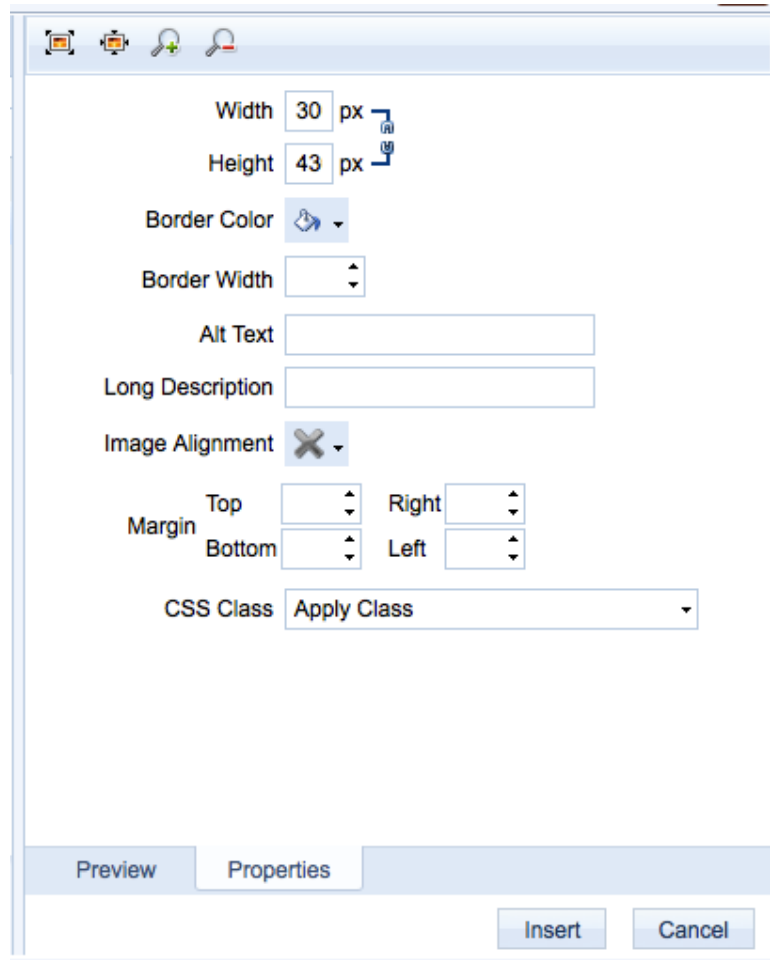 Width 30 px
Height 43 px
Border Color
Border Width
Alt Text
Long Description
Image Alignment
Margin
Top Right
Bottom Left
CSS Class Apply Class
Preview Properties
Insert Cancel